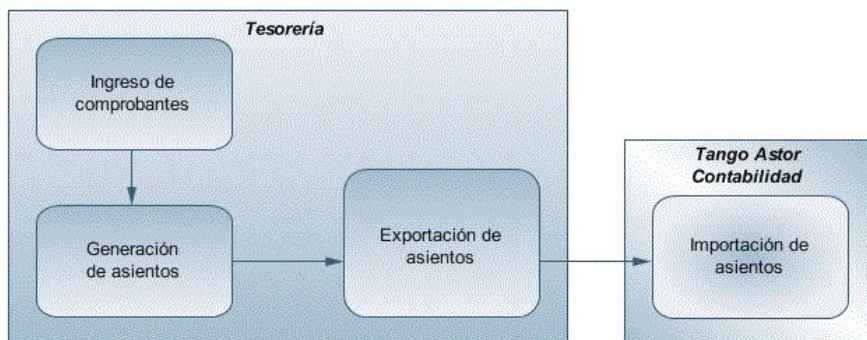 Tesorería
Ingreso de
comprobantes
Generación
de asientos
Exportación de
asientos
Tango Astor
Contabilidad
Importación de
asientos